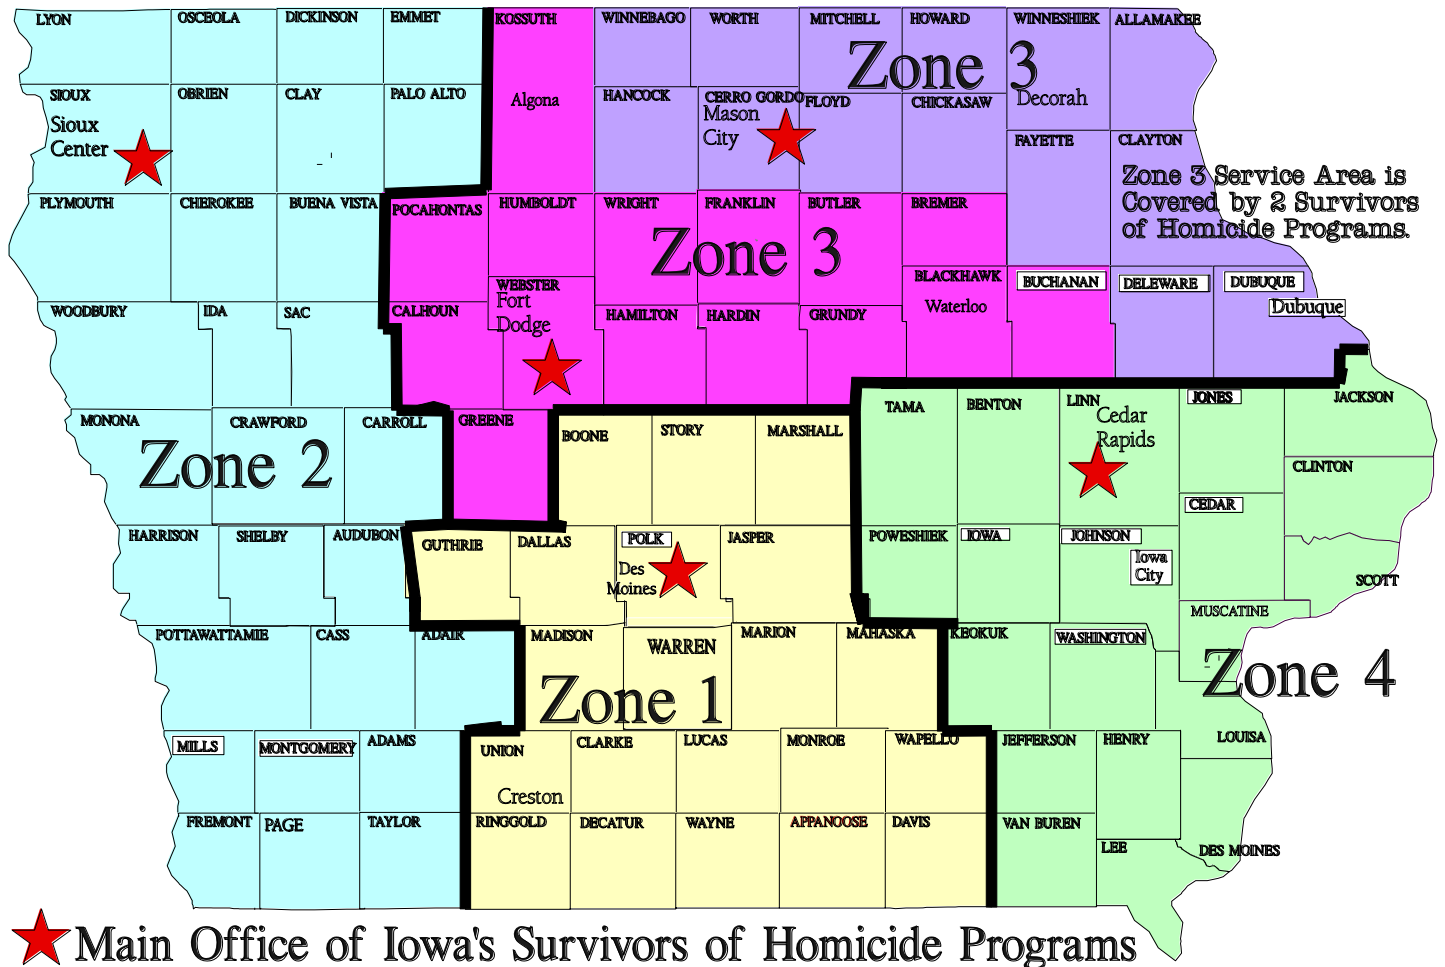 LYON
OSCEOLA
DICKINSON
EMMET
KOSSUTH
WINNEBAGO
WORTH
MITCHELL
HOWARD
WINNESHIEK
ALLAMAKEE
Zone 3
SIOUX
OBRIEN
CLAY
PALO ALTO
Algona
HANCOCK
CERRO GORDO
FLOYD
CHICKASAW
Decorah
Sioux
Center
Mason
City
FAYETTE
CLAYTON
Zone 3 Service Area is
Covered by 2 Survivors
of Homicide Programs.
PLYMOUTH
CHEROKEE
BUENA VISTA
POCAHONTAS
HUMBOLDT
WRIGHT
FRANKLIN
BUTLER
BREMER
Zone 3
WEBSTER
Fort
Dodge
BLACKHAWK
Waterloo
BUCHANAN
DELEWARE
DUBUQUE
Dubuque
WOODBURY
IDA
SAC
CALHOUN
HAMILTON
HARDIN
GRUNDY
MONONA
CRAWFORD
CARROLL
GREENE
Zone 2
BOONE
STORY
MARSHALL
TAMA
BENTON
LINN
Cedar
Rapids
JONES
JACKSON
CLINTON
CEDAR
HARRISON
SHELBY
AUDUBON
GUTHRIE
DALLAS
POLK
JASPER
Des
Moines
POWESHIEK
IOWA
JOHNSON
Iowa
City
SCOTT
MUSCATINE
POTTAWATTAMIE
CASS
ADAIR
MADISON
WARREN
MARION
MAHASKA
KEOKUK
WASHINGTON
Zone 1
Zone 4
LOUISA
MILLS
MONTGOMERY
ADAMS
UNION
CLARKE
LUCAS
MONROE
WAPELLO
JEFFERSON
HENRY
Creston
FREMONT
PAGE
TAYLOR
RINGGOLD
DECATUR
WAYNE
APPANOOSE
DAVIS
VAN BUREN
LEE
DES MOINES
Main Office of Iowa's Survivors of Homicide Programs